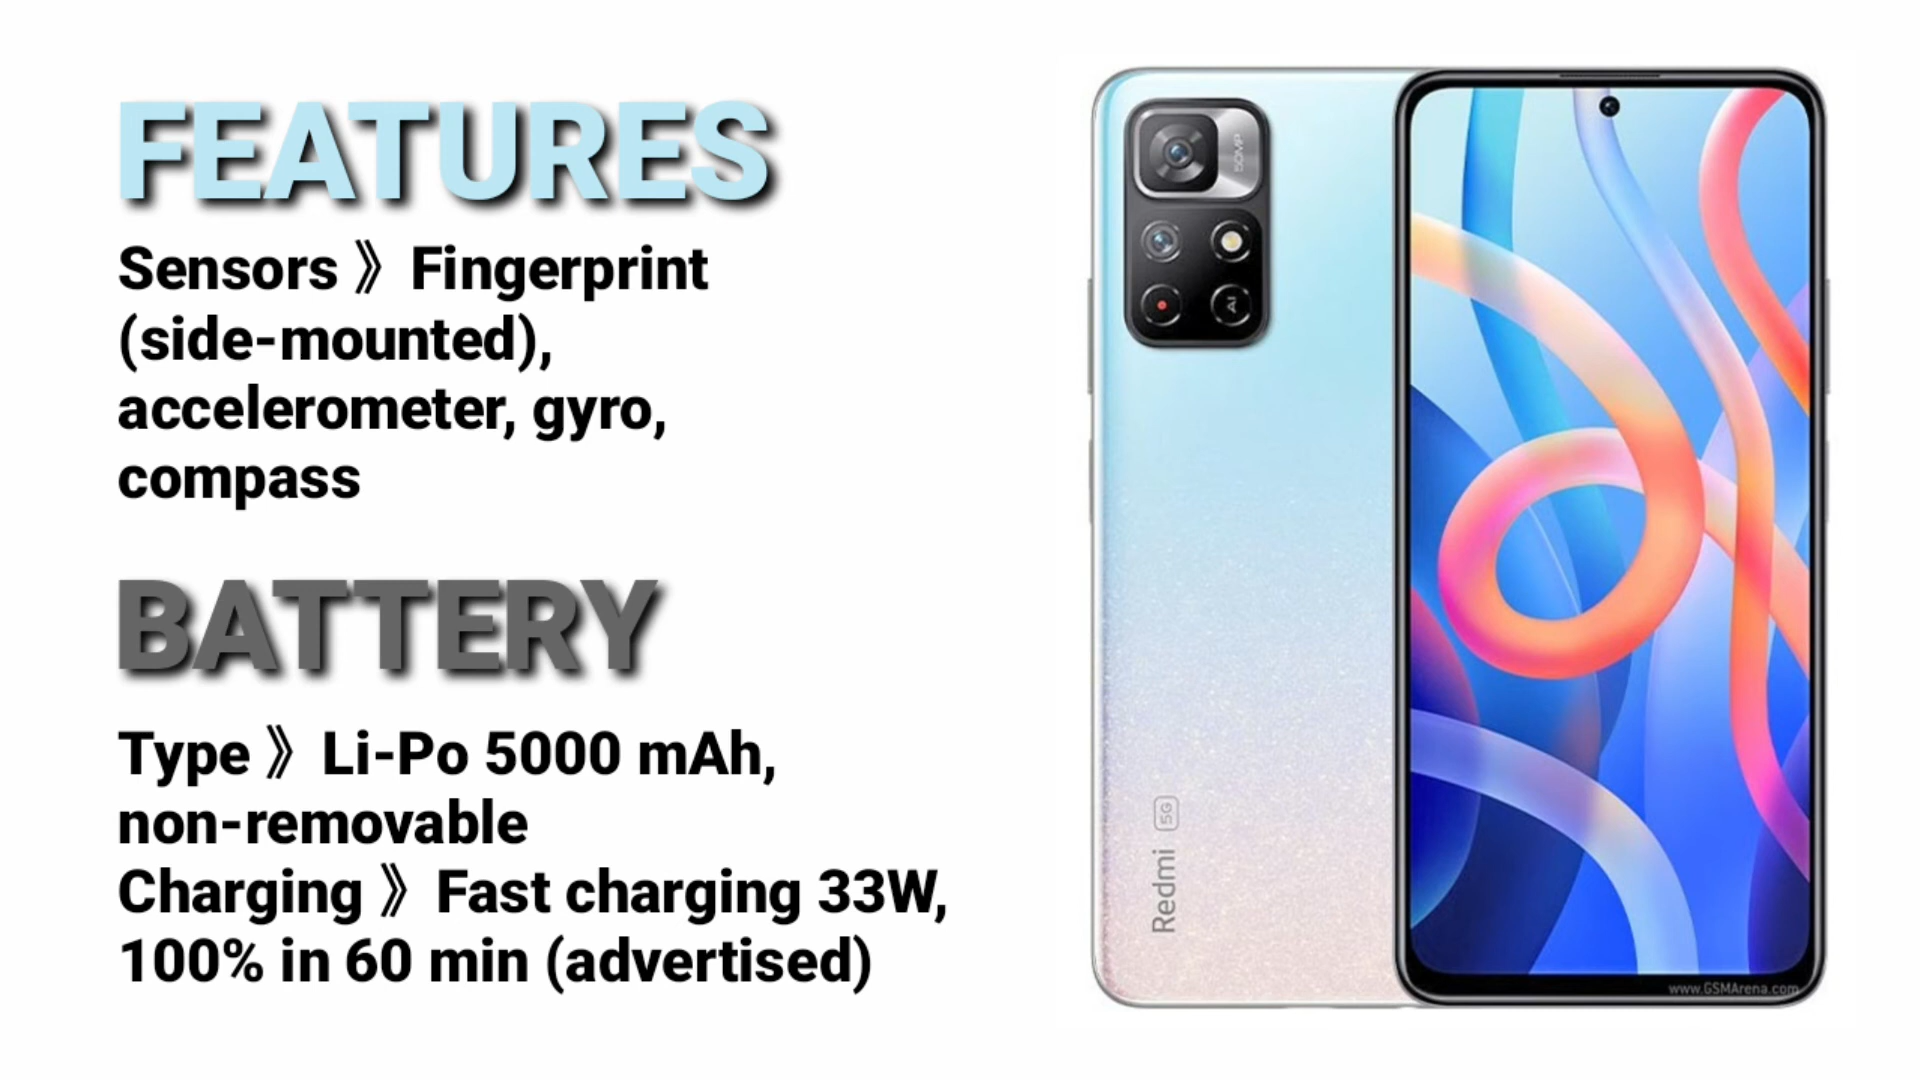 FEATURES
Sensors 》 Fingerprint
(side-mounted),
accelerometer, gyro,
compass
BATTERY
Type 》 Li-Po 5000 mAh,
non-removable
Charging 》 Fast charging 33W,
100% in 60 min (advertised)
50MP
AI
Redmi 5G
www.GSMArena.com